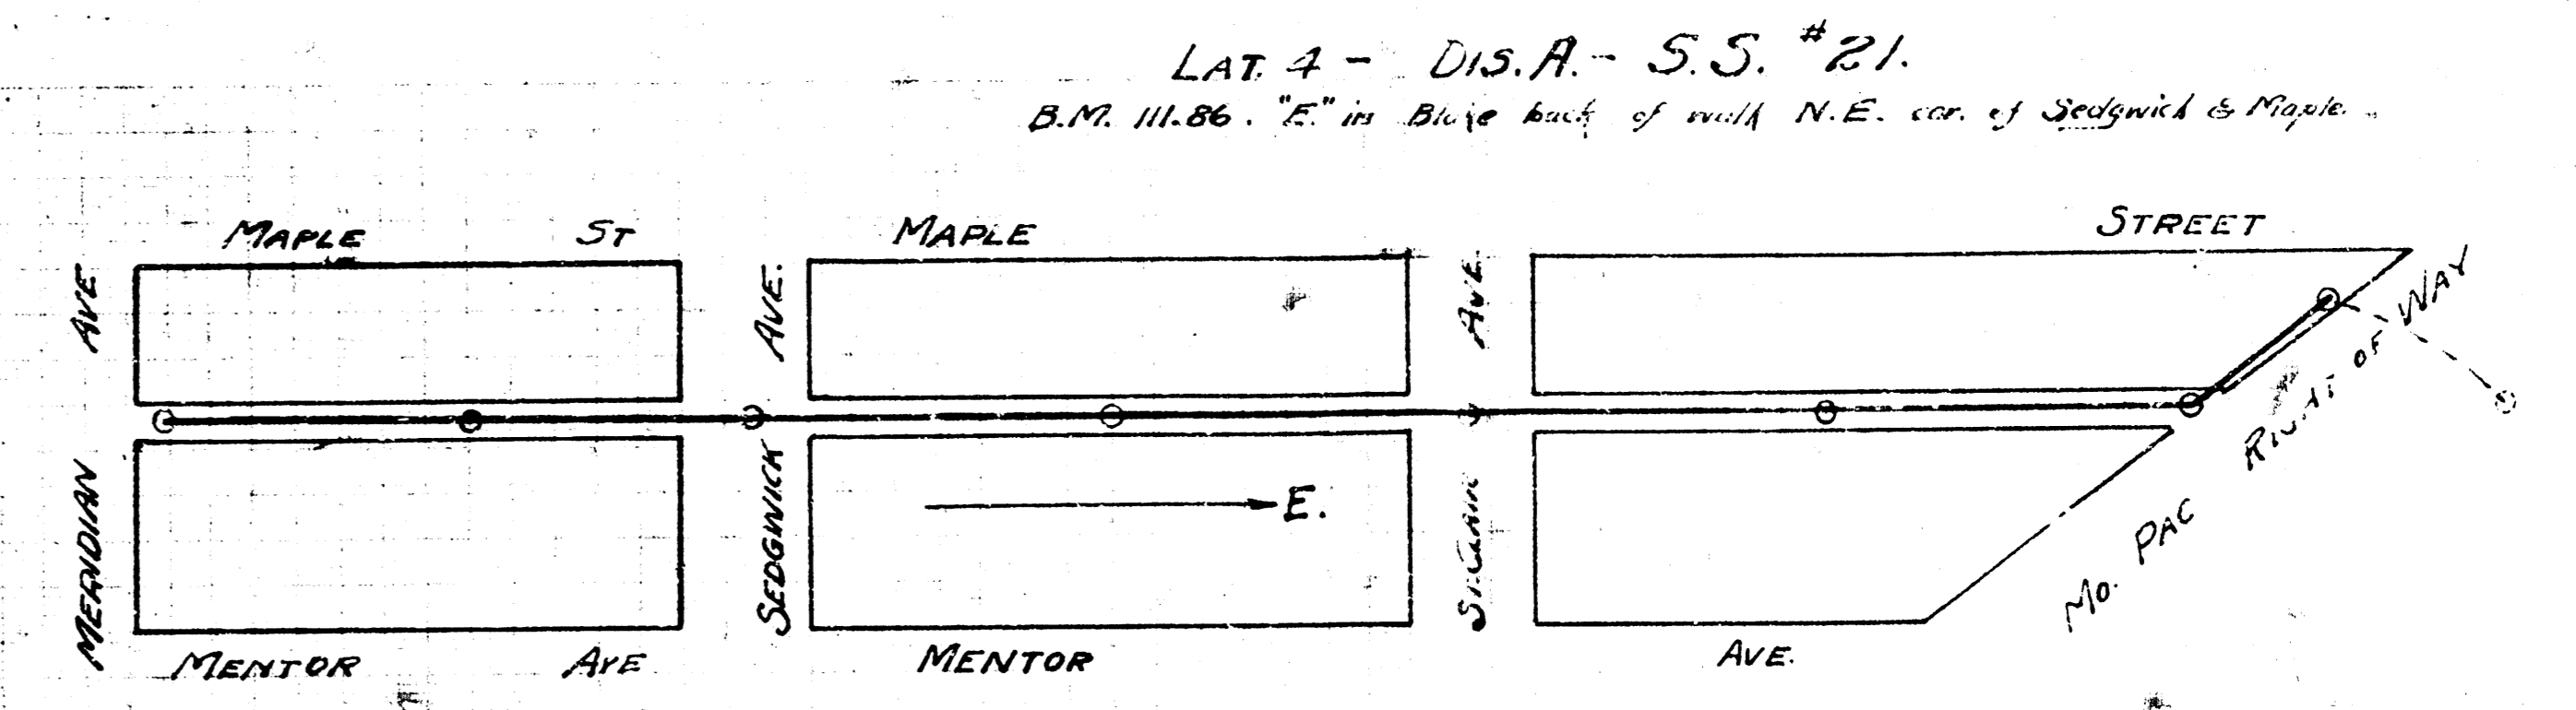 LAT. 4 - DIS. A. - S.S. #21.
B.M. 111.86. "E." in back of walk N.E. cor. of Sedgwick & Maple.
MAPLE ST
MAPLE
STREET
AVE
AVE.
AVE.
MERIDIAN
SEDGWICK
E.
MO. PAC RIGHT OF WAY
MENTOR AVE
MENTOR
AVE.